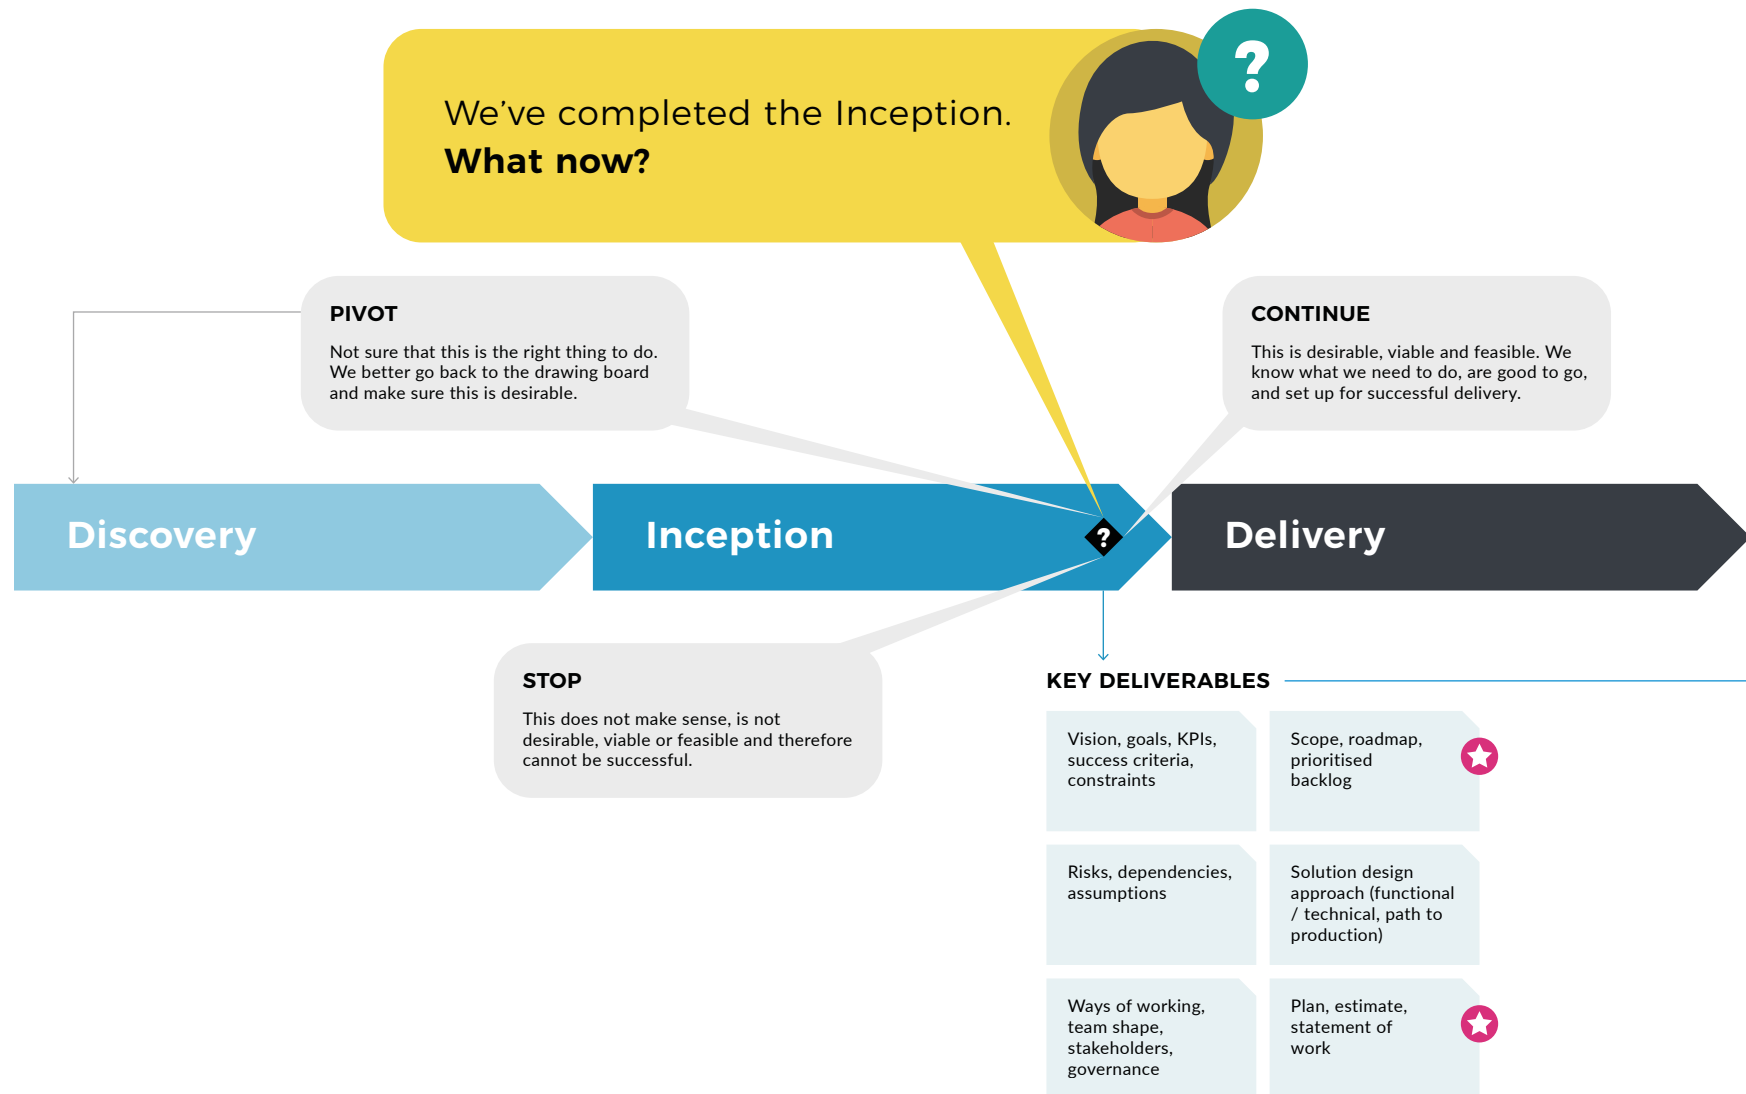 ?
We've completed the Inception.
What now?
PIVOT
Not sure that this is the right thing to do.
We better go back to the drawing board
and make sure this is desirable.
CONTINUE
This is desirable, viable and feasible. We
know what we need to do, are good to go,
and set up for successful delivery.
Discovery
Inception
?
Delivery
STOP
This does not make sense, is not
desirable, viable or feasible and therefore
cannot be successful.
KEY DELIVERABLES
Vision, goals, KPIs,
success criteria,
constraints
Scope, roadmap,
prioritised
backlog
Risks, dependencies,
assumptions
Solution design
approach (functional
/ technical, path to
production)
Ways of working,
team shape,
stakeholders,
governance
Plan, estimate,
statement of
work